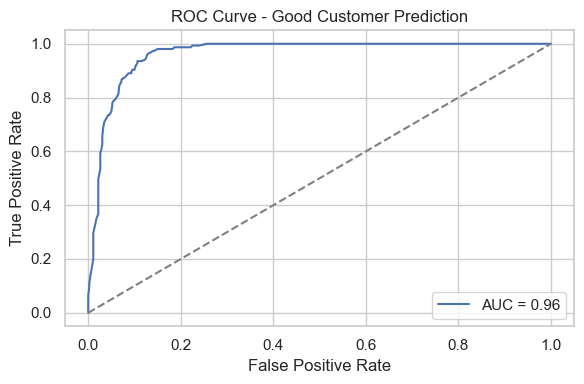 ROC Curve - Good Customer Prediction
True Positive Rate
1.0
0.8
0.6
0.4
0.2
0.0
AUC = 0.96
0.0 0.2 0.4 0.6 0.8 1.0
False Positive Rate